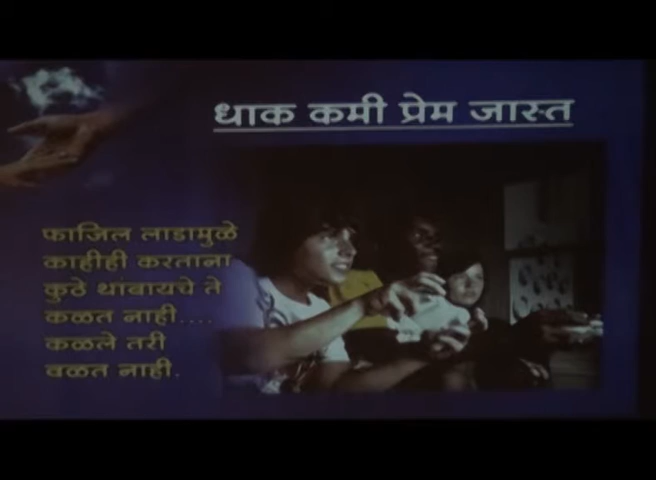 धाक कमी प्रेम जास्त
फाजिल लाडामुळे
काहीही करताना
कुठे थांबायचे ते
कळत नाही....
कळले तरी
वळत नाही.